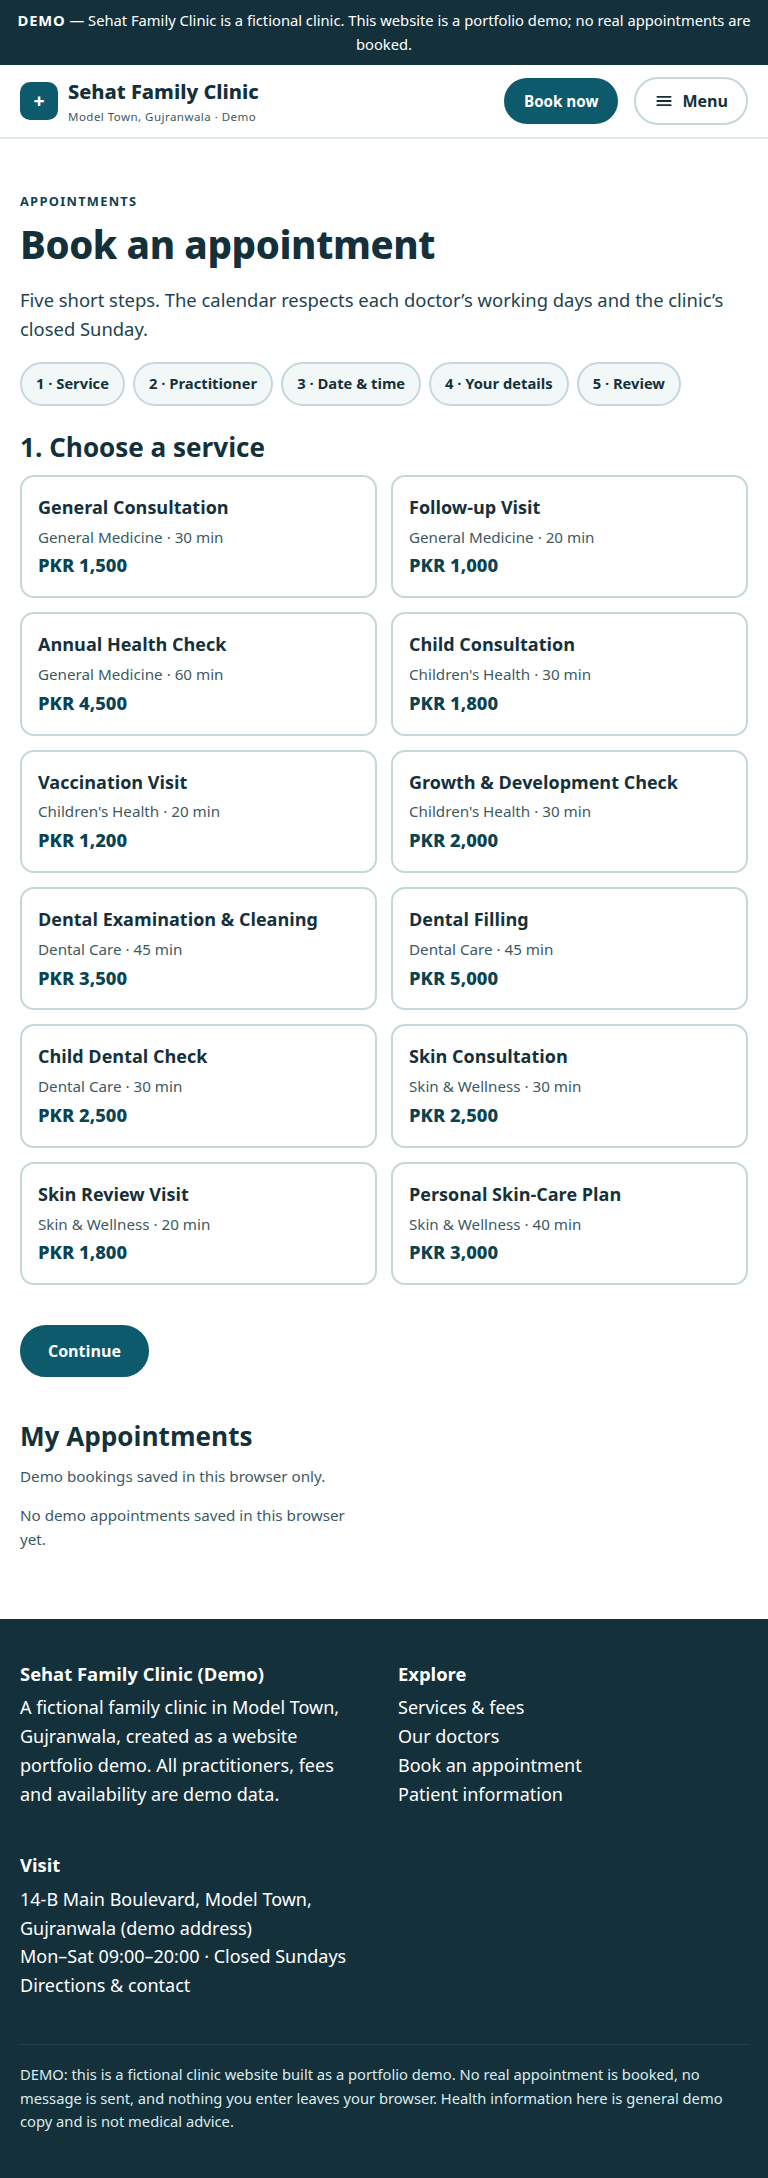 DEMO — Sehat Family Clinic is a fictional clinic. This website is a portfolio demo; no real appointments are
booked.
+
Sehat Family Clinic
Model Town, Gujranwala · Demo
Book now
Menu
APPOINTMENTS
Book an appointment
Five short steps. The calendar respects each doctor’s working days and the clinic’s
closed Sunday.
1 · Service
2 · Practitioner
3 · Date & time
4 · Your details
5 · Review
1. Choose a service
General Consultation
General Medicine · 30 min
PKR 1,500
Follow-up Visit
General Medicine · 20 min
PKR 1,000
Annual Health Check
General Medicine · 60 min
PKR 4,500
Child Consultation
Children's Health · 30 min
PKR 1,800
Vaccination Visit
Children's Health · 20 min
PKR 1,200
Growth & Development Check
Children's Health · 30 min
PKR 2,000
Dental Examination & Cleaning
Dental Care · 45 min
PKR 3,500
Dental Filling
Dental Care · 45 min
PKR 5,000
Child Dental Check
Dental Care · 30 min
PKR 2,500
Skin Consultation
Skin & Wellness · 30 min
PKR 2,500
Skin Review Visit
Skin & Wellness · 20 min
PKR 1,800
Personal Skin-Care Plan
Skin & Wellness · 40 min
PKR 3,000
Continue
My Appointments
Demo bookings saved in this browser only.
No demo appointments saved in this browser
yet.
Sehat Family Clinic (Demo)
A fictional family clinic in Model Town,
Gujranwala, created as a website
portfolio demo. All practitioners, fees
and availability are demo data.
Explore
Services & fees
Our doctors
Book an appointment
Patient information
Visit
14-B Main Boulevard, Model Town,
Gujranwala (demo address)
Mon–Sat 09:00–20:00 · Closed Sundays
Directions & contact
DEMO: this is a fictional clinic website built as a portfolio demo. No real appointment is booked, no
message is sent, and nothing you enter leaves your browser. Health information here is general demo
copy and is not medical advice.